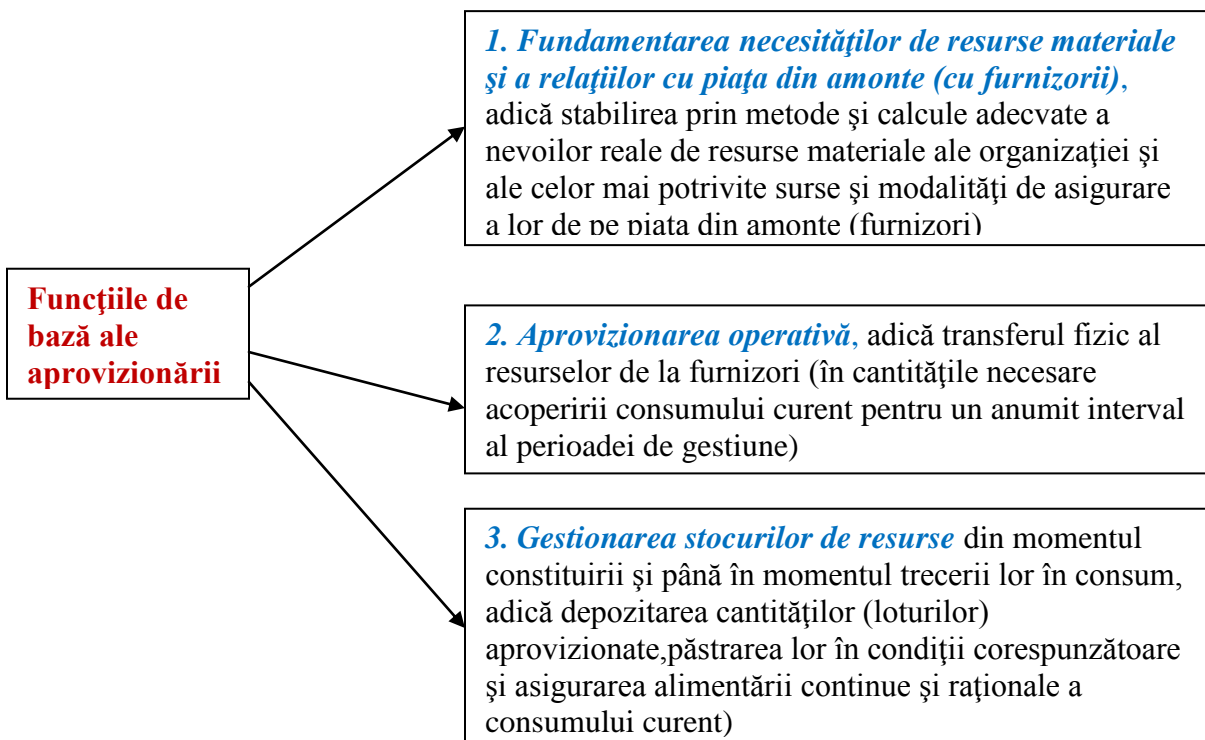 Funcţiile de
bază ale
aprovizionării
1. Fundamentarea necesităţilor de resurse materiale
şi a relaţiilor cu piaţa din amonte (cu furnizorii),
adică stabilirea prin metode şi calcule adecvate a
nevoilor reale de resurse materiale ale organizaţiei şi
ale celor mai potrivite surse şi modalităţi de asigurare
a lor de pe piaţa din amonte (furnizori)
2. Aprovizionarea operativă, adică transferul fizic al
resurselor de la furnizori (în cantităţile necesare
acoperirii consumului curent pentru un anumit interval
al perioadei de gestiune)
3. Gestionarea stocurilor de resurse din momentul
constituirii şi până în momentul trecerii lor în consum,
adică depozitarea cantităţilor (loturilor)
aprovizionate,păstrarea lor în condiţii corespunzătoare
şi asigurarea alimentării continue şi raţionale a
consumului curent)